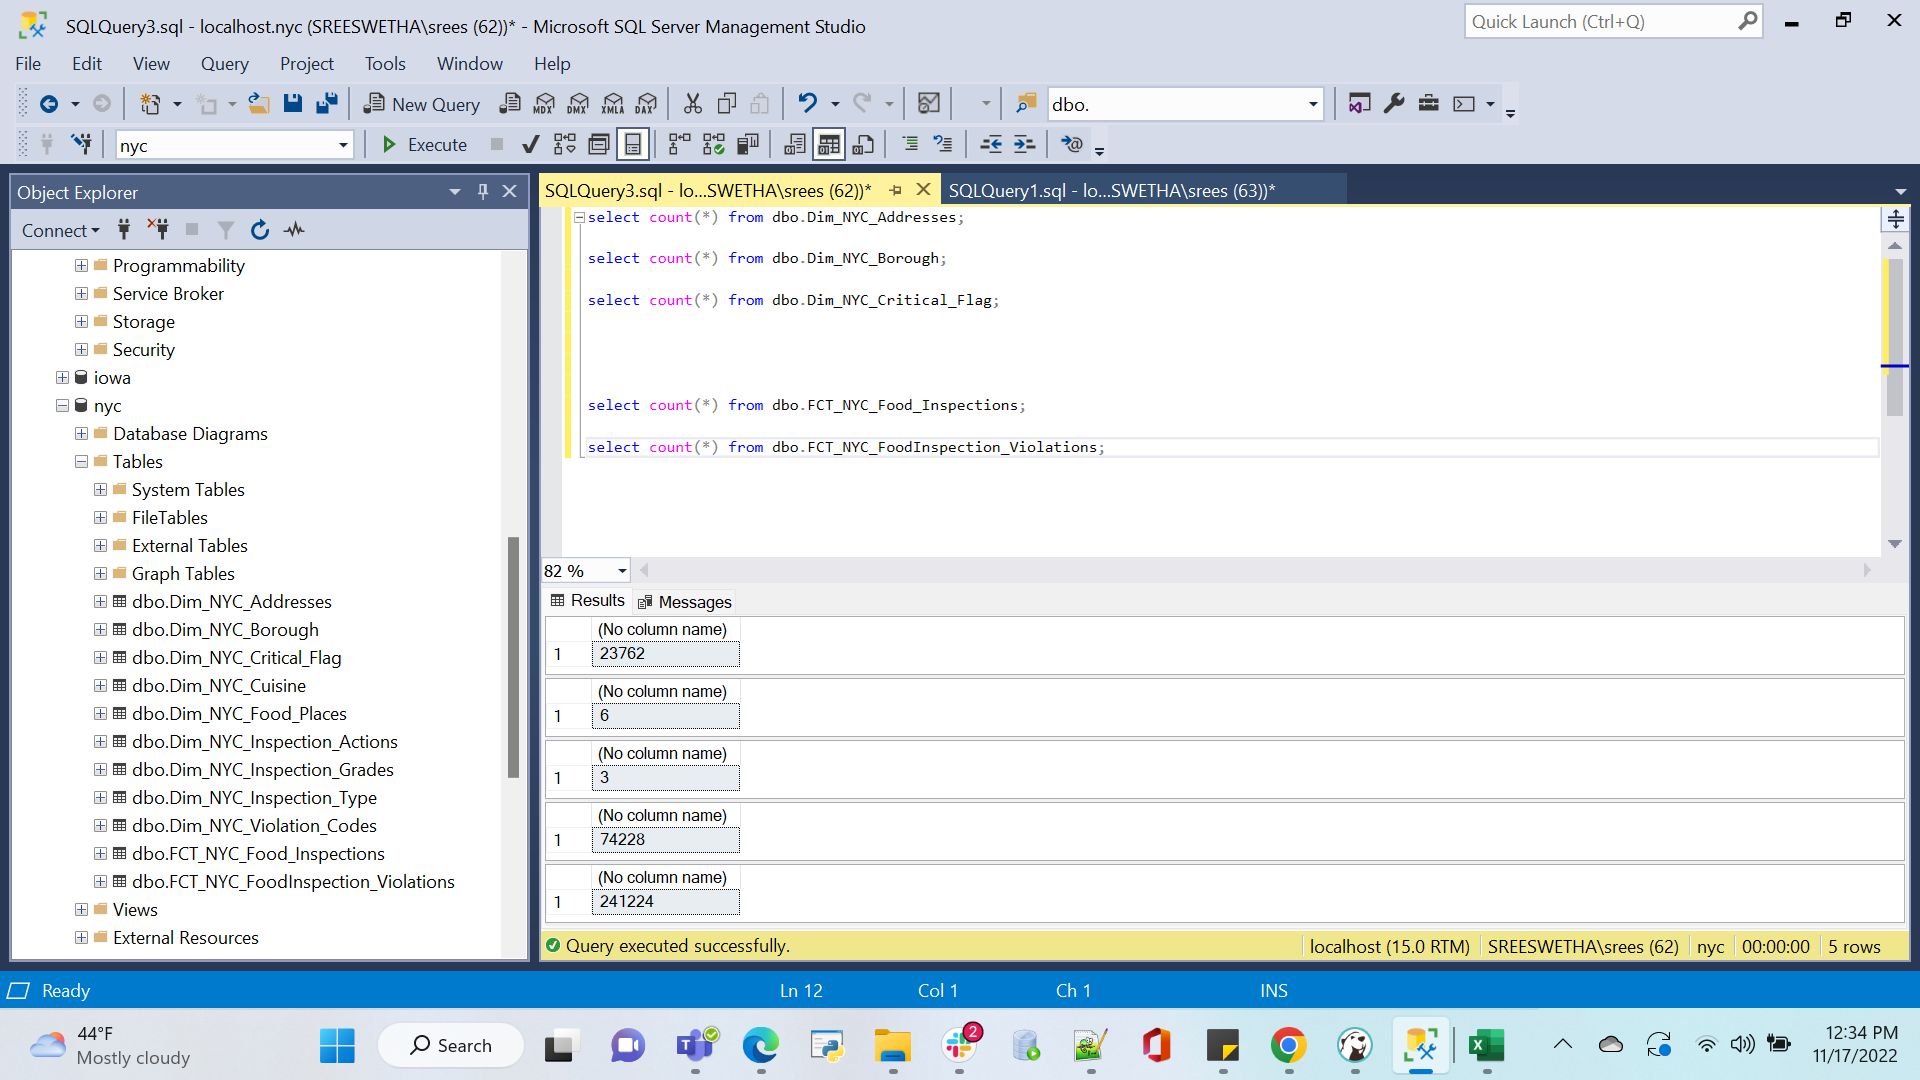 SQLQuery3.sql - localhost.nyc (SREESWETHA\srees (62))* - Microsoft SQL Server Management Studio
Quick Launch (Ctrl+Q)
File Edit View Query Project Tools Window Help
New Query MDX DMX XMLA DAX dbo.
nyc Execute
Object Explorer
SQLQuery3.sql - lo...SWETHA\srees (62))* SQLQuery1.sql - lo...SWETHA\srees (63))*
Connect
Programmability
Service Broker
Storage
Security
iowa
nyc
Database Diagrams
Tables
System Tables
FileTables
External Tables
Graph Tables
dbo.Dim_NYC_Addresses
dbo.Dim_NYC_Borough
dbo.Dim_NYC_Critical_Flag
dbo.Dim_NYC_Cuisine
dbo.Dim_NYC_Food_Places
dbo.Dim_NYC_Inspection_Actions
dbo.Dim_NYC_Inspection_Grades
dbo.Dim_NYC_Inspection_Type
dbo.Dim_NYC_Violation_Codes
dbo.FCT_NYC_Food_Inspections
dbo.FCT_NYC_FoodInspection_Violations
Views
External Resources
select count(*) from dbo.Dim_NYC_Addresses;
select count(*) from dbo.Dim_NYC_Borough;
select count(*) from dbo.Dim_NYC_Critical_Flag;
select count(*) from dbo.FCT_NYC_Food_Inspections;
select count(*) from dbo.FCT_NYC_FoodInspection_Violations;
82 %
Results Messages
(No column name)
1 23762
(No column name)
1 6
(No column name)
1 3
(No column name)
1 74228
(No column name)
1 241224
Query executed successfully. localhost (15.0 RTM) SREESWETHA\srees (62) nyc 00:00:00 5 rows
Ready Ln 12 Col 1 Ch 1 INS
44°F
Mostly cloudy
Search
2
12:34 PM
11/17/2022